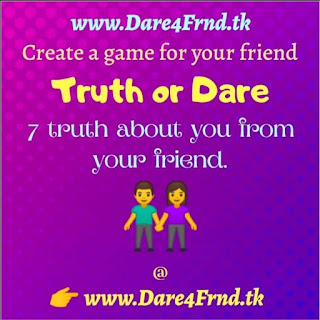 www.Dare4Frnd.tk
Create a game for your friend
Truth or Dare
7 truth about you from
your friend.
@
www.Dare4Frnd.tk